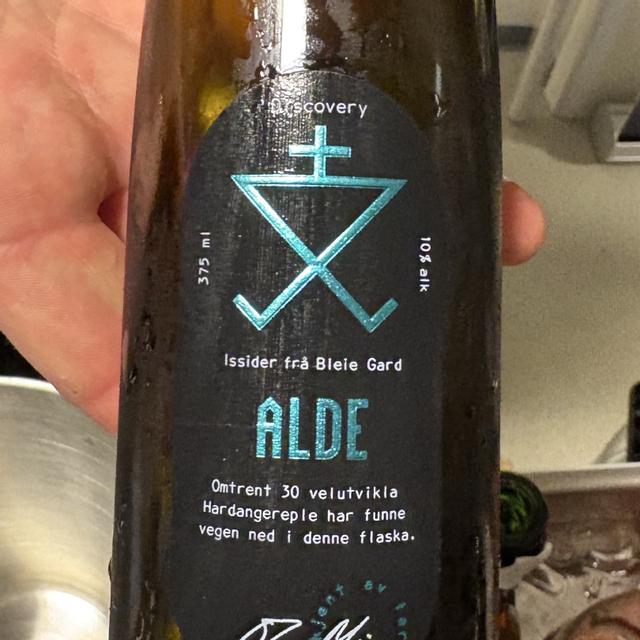 Discovery
375 ml
10% alk
Issider frå Bleie Gard
ALDE
Omtrent 30 velutvikla
Hardangereple har funne
vegen ned i denne flaska.